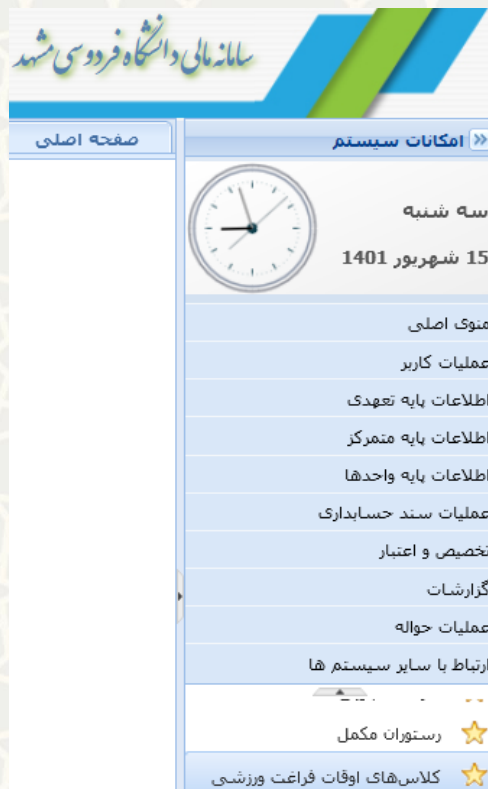 سامانه مالی دانشگاه فردوسی مشهد
امکانات سیستم
صفحه اصلی
سه شنبه
15 شهریور 1401
منوی اصلی
عملیات کاربر
اطلاعات پایه تعهدی
اطلاعات پایه متمرکز
اطلاعات پایه واحدها
عملیات سند حسابداری
تخصیص و اعتبار
گزارشات
عملیات حواله
ارتباط با سایر سیستم ها
رستوران مکمل
کلاس‌های اوقات فراغت ورزشی